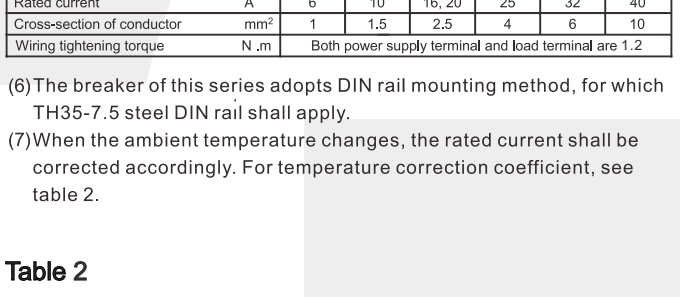 Rated current A 6 10 16, 20 25 32 40
Cross-section of conductor mm² 1 1.5 2.5 4 6 10
Wiring tightening torque N .m Both power supply terminal and load terminal are 1.2
(6)The breaker of this series adopts DIN rail mounting method, for which
TH35-7.5 steel DIN rail shall apply.
(7)When the ambient temperature changes, the rated current shall be
corrected accordingly. For temperature correction coefficient, see
table 2.
Table 2